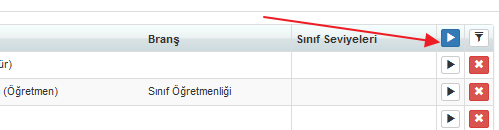 Branş Sınıf Seviyeleri
ür)
(Öğretmen) Sınıf Öğretmenliği